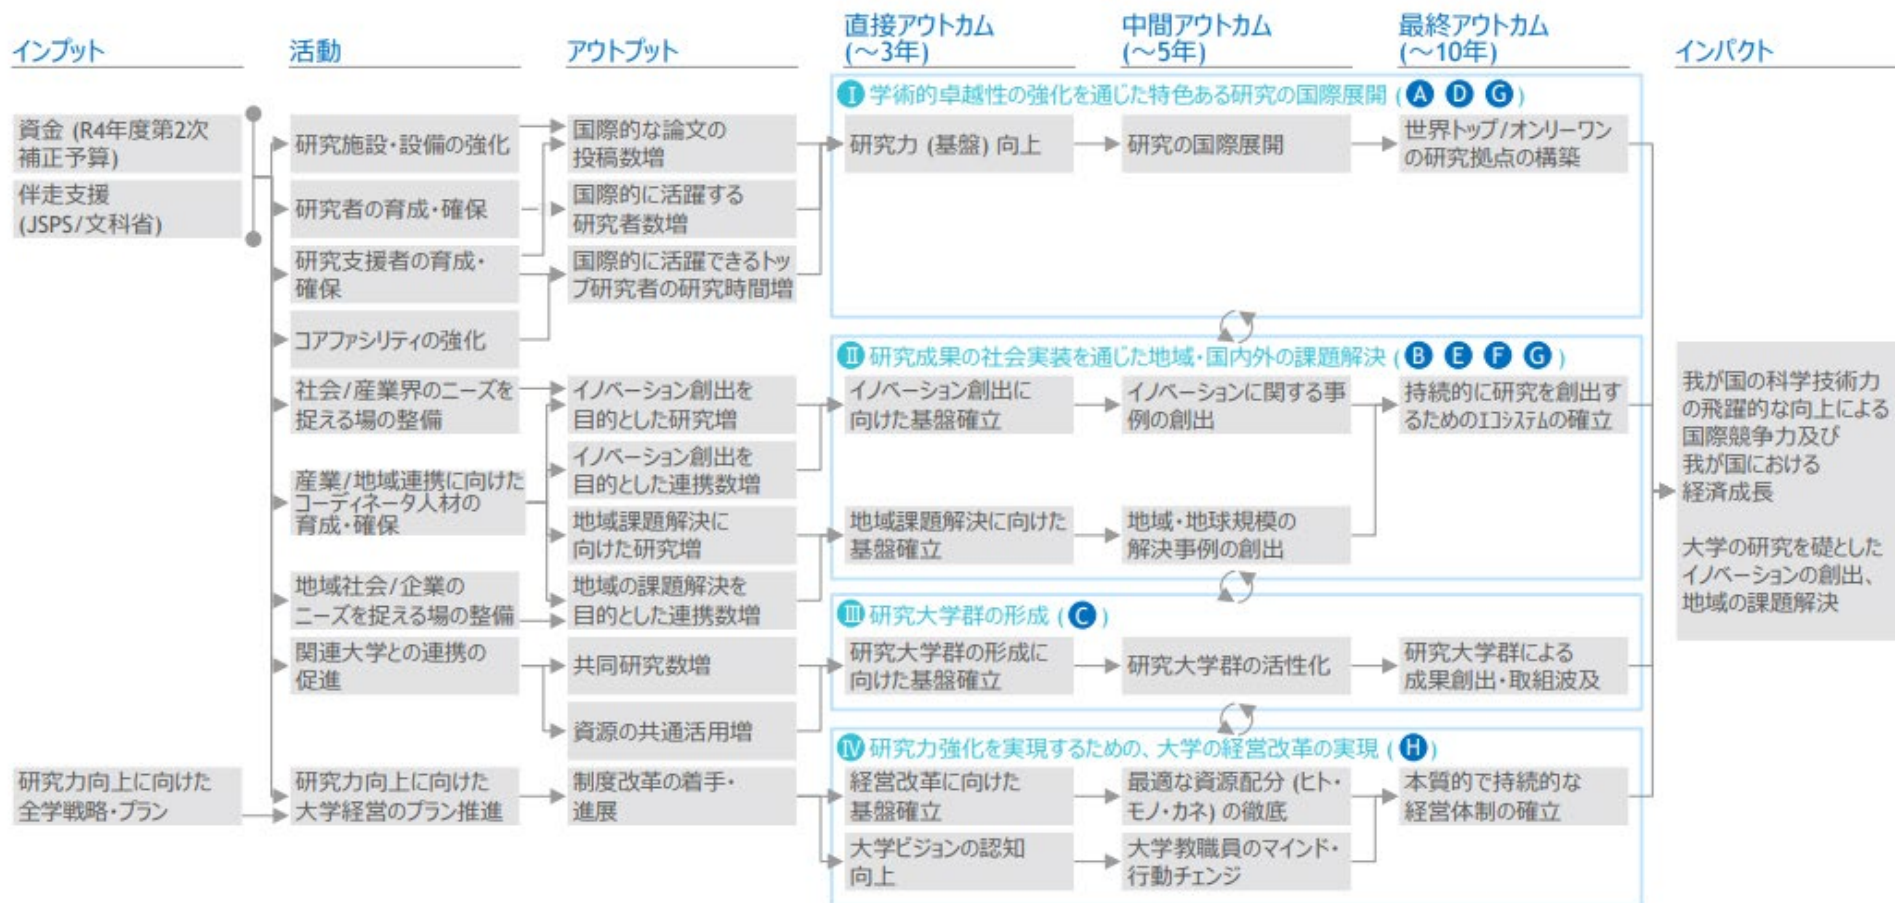 インプット
活動
アウトプット
直接アウトカム
(～3年)
中間アウトカム
(～5年)
最終アウトカム
(～10年)
インパクト
資金 (R4年度第2次
補正予算)
伴走支援
(JSPS/文科省)
研究力向上に向けた
全学戦略・プラン
研究施設・設備の強化
研究者の育成・確保
研究支援者の育成・
確保
コアファシリティの強化
社会/産業界のニーズを
捉える場の整備
産業/地域連携に向けた
コーディネータ人材の
育成・確保
地域社会/企業の
ニーズを捉える場の整備
関連大学との連携の
促進
研究力向上に向けた
大学経営のプラン推進
国際的な論文の
投稿数増
国際的に活躍する
研究者数増
国際的に活躍できるトッ
プ研究者の研究時間増
イノベーション創出を
目的とした研究増
イノベーション創出を
目的とした連携数増
地域課題解決に
向けた研究増
地域の課題解決を
目的とした連携数増
共同研究数増
資源の共通活用増
制度改革の着手・
進展
Ⅰ 学術的卓越性の強化を通じた特色ある研究の国際展開 (A D G)
研究力 (基盤) 向上
研究の国際展開
世界トップ/オンリーワン
の研究拠点の構築
Ⅱ 研究成果の社会実装を通じた地域・国内外の課題解決 (B E F G)
イノベーション創出に
向けた基盤確立
イノベーションに関する事
例の創出
持続的に研究を創出す
るためのｴｺｼｽﾃﾑの確立
地域課題解決に向けた
基盤確立
地域・地球規模の
解決事例の創出
Ⅲ 研究大学群の形成 (C)
研究大学群の形成に
向けた基盤確立
研究大学群の活性化
研究大学群による
成果創出・取組波及
Ⅳ 研究力強化を実現するための、大学の経営改革の実現 (H)
経営改革に向けた
基盤確立
最適な資源配分 (ヒト・
モノ・カネ) の徹底
本質的で持続的な
経営体制の確立
大学ビジョンの認知
向上
大学教職員のマインド・
行動チェンジ
我が国の科学技術力
の飛躍的な向上による
国際競争力及び
我が国における
経済成長
大学の研究を礎とした
イノベーションの創出、
地域の課題解決